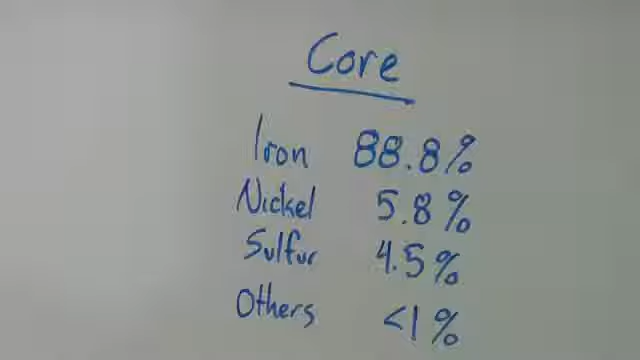 Core
Iron 88.8%
Nickel 5.8%
Sulfur 4.5%
Others <1%